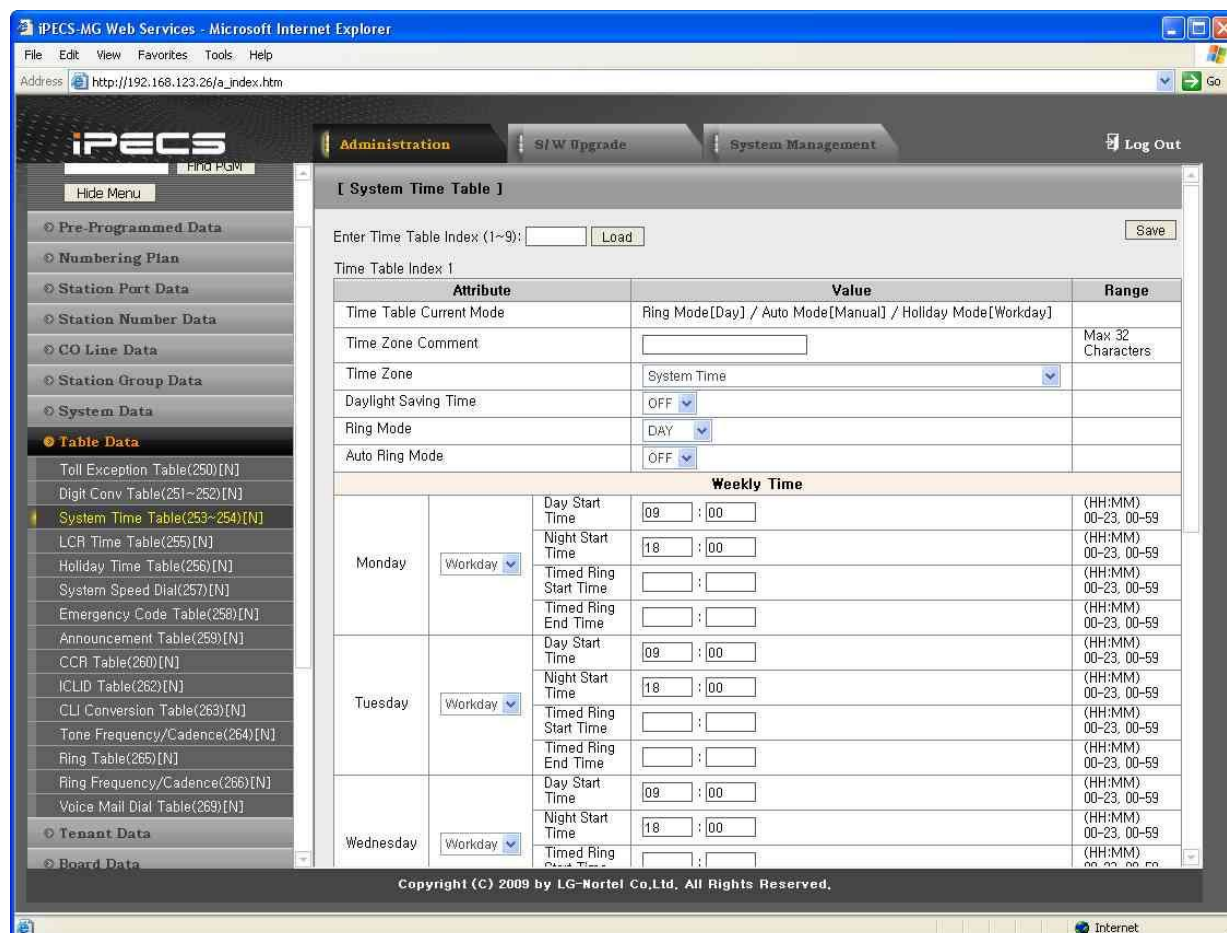 iPECS-MG Web Services - Microsoft Internet Explorer
File Edit View Favorites Tools Help
Address http://192.168.123.26/a_index.htm Go
iPECS
Administration S/W Upgrade System Management Log Out
Find PGM
Hide Menu
Pre-Programmed Data
Numbering Plan
Station Port Data
Station Number Data
CO Line Data
Station Group Data
System Data
Table Data
Toll Exception Table(250)[N]
Digit Conv Table(251~252)[N]
System Time Table(253~254)[N]
LCR Time Table(255)[N]
Holiday Time Table(256)[N]
System Speed Dial(257)[N]
Emergency Code Table(258)[N]
Announcement Table(259)[N]
CCR Table(260)[N]
ICLID Table(262)[N]
CLI Conversion Table(263)[N]
Tone Frequency/Cadence(264)[N]
Ring Table(265)[N]
Ring Frequency/Cadence(266)[N]
Voice Mail Dial Table(269)[N]
Tenant Data
Board Data
[ System Time Table ]
Enter Time Table Index (1~9): Load Save
Time Table Index 1
Attribute Value Range
Time Table Current Mode Ring Mode[Day] / Auto Mode[Manual] / Holiday Mode[Workday]
Time Zone Comment Max 32
Characters
Time Zone System Time
Daylight Saving Time OFF
Ring Mode DAY
Auto Ring Mode OFF
Weekly Time
Monday Workday
Day Start
Time 09 : 00 (HH:MM)
00-23, 00-59
Night Start
Time 18 : 00 (HH:MM)
00-23, 00-59
Timed Ring
Start Time : (HH:MM)
00-23, 00-59
Timed Ring
End Time : (HH:MM)
00-23, 00-59
Tuesday Workday
Day Start
Time 09 : 00 (HH:MM)
00-23, 00-59
Night Start
Time 18 : 00 (HH:MM)
00-23, 00-59
Timed Ring
Start Time : (HH:MM)
00-23, 00-59
Timed Ring
End Time : (HH:MM)
00-23, 00-59
Wednesday Workday
Day Start
Time 09 : 00 (HH:MM)
00-23, 00-59
Night Start
Time 18 : 00 (HH:MM)
00-23, 00-59
Timed Ring : (HH:MM)
Copyright (C) 2009 by LG-Nortel Co,Ltd, All Rights Reserved,
Internet